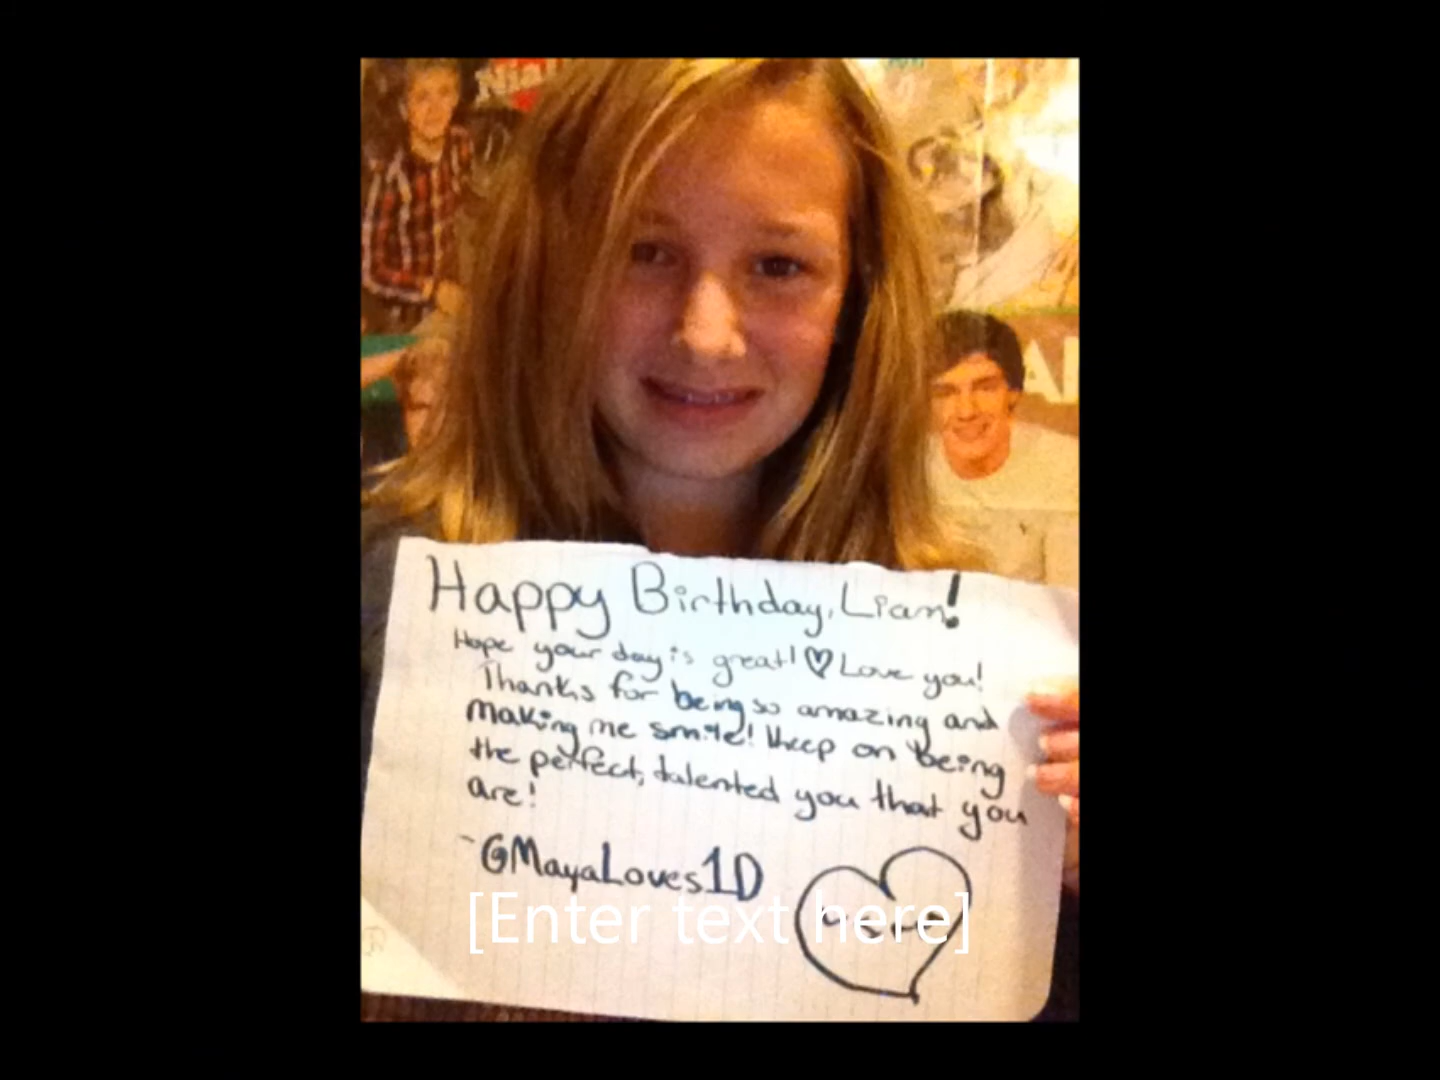 Nia
Happy Birthday, Liam!
Hope your day is great! ♡ Love you!
Thanks for being so amazing and
making me smile! Keep on being
the perfect, talented you that you
are!
- @MayaLoves1D
[Enter text here]